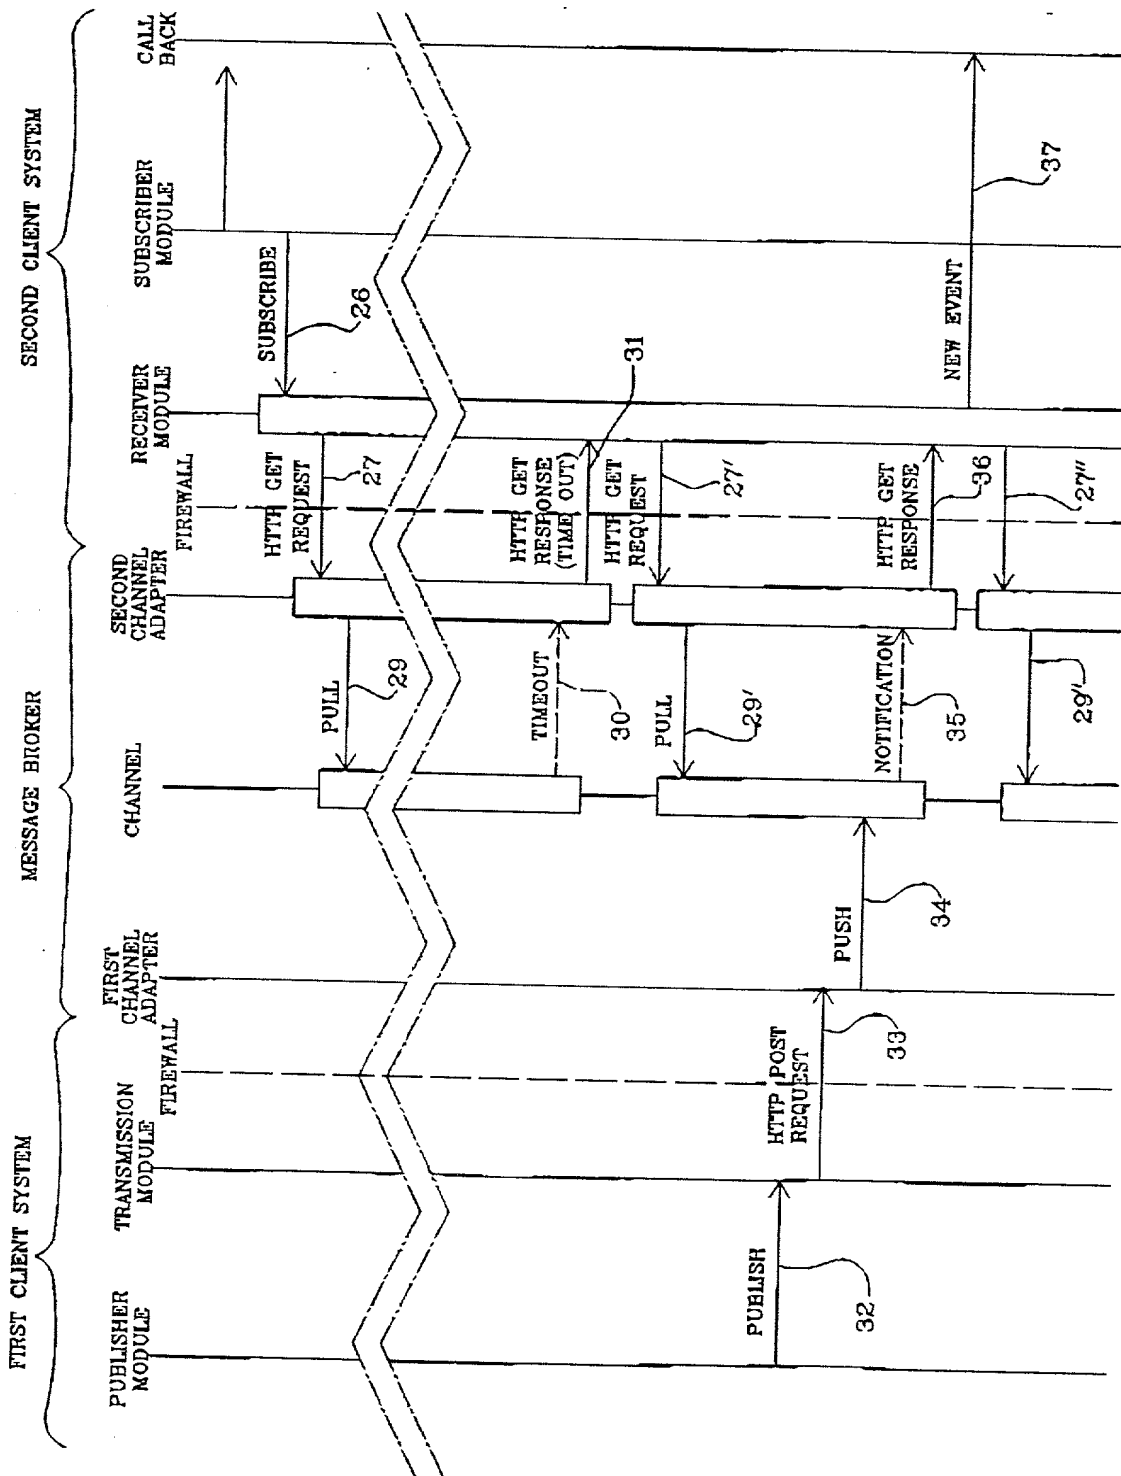 FIRST CLIENT SYSTEM
MESSAGE BROKER
SECOND CLIENT SYSTEM
PUBLISHER
MODULE
TRANSMISSION
MODULE
FIREWALL
FIRST
CHANNEL
ADAPTER
CHANNEL
SECOND
CHANNEL
ADAPTER
FIREWALL
RECEIVER
MODULE
SUBSCRIBER
MODULE
CALL
BACK
SUBSCRIBE
26
HTTP GET
REQUEST
27
PULL
29
TIMEOUT
30
HTTP GET
RESPONSE
(TIME OUT)
31
HTTP GET
REQUEST
27'
PULL
29'
PUBLISH
32
HTTP POST
REQUEST
33
PUSH
34
NOTIFICATION
35
HTTP GET
RESPONSE
36
NEW EVENT
37
27"
29"